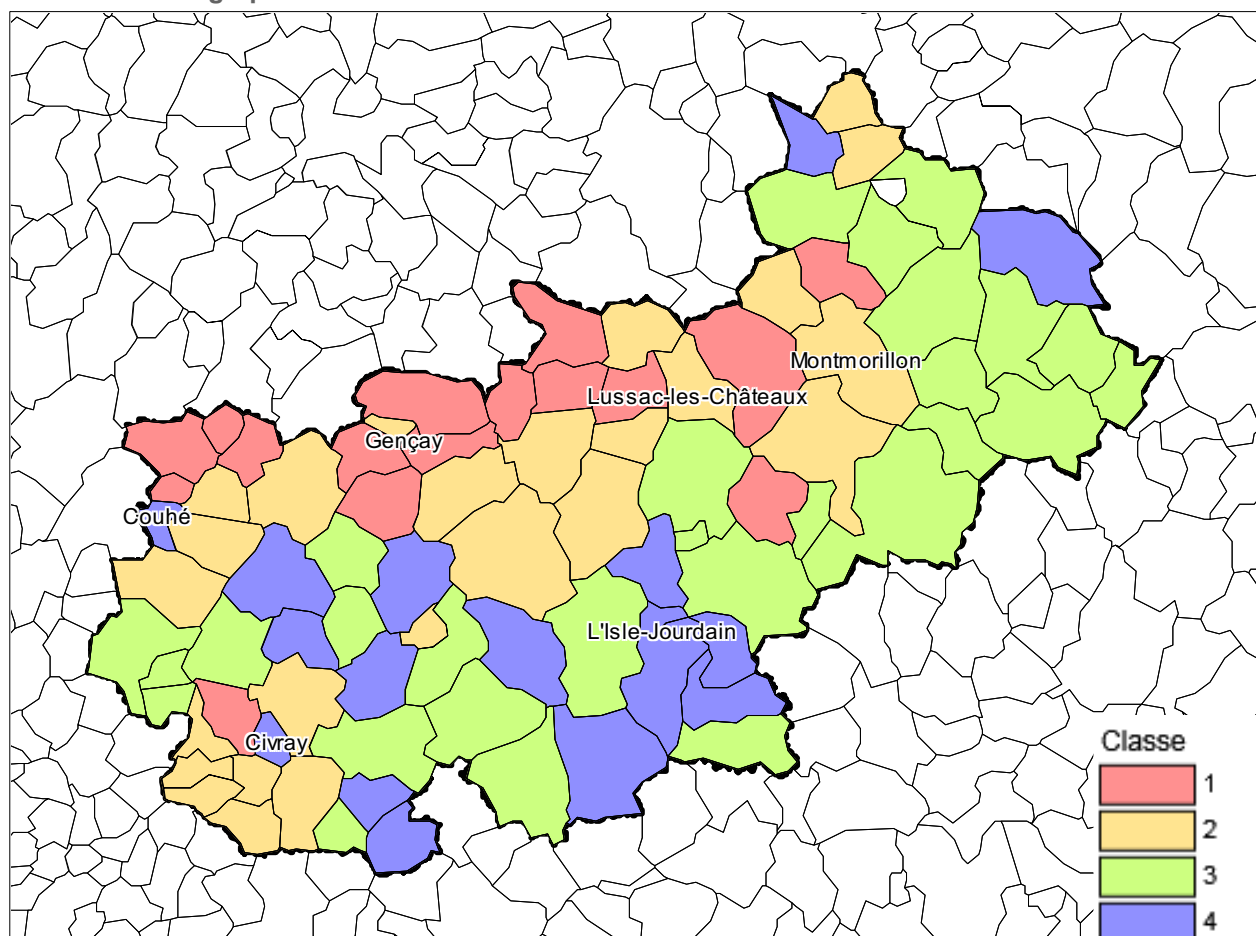 Montmorillon
Lussac-les-Châteaux
Gençay
Couhé
L'Isle-Jourdain
Civray
Classe
1
2
3
4